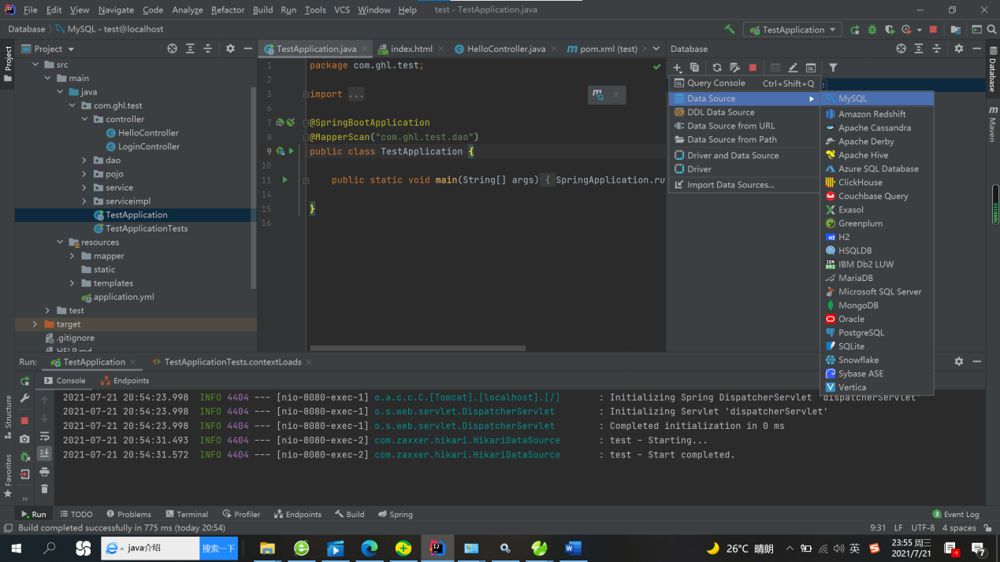 File Edit View Navigate Code Analyze Refactor Build Run Tools VCS Window Help test - TestApplication.java
Database MySQL - test@localhost TestApplication
Project TestApplication.java index.html HelloController.java pom.xml (test) Database
src
main
java
com.ghl.test
controller
HelloController
LoginController
dao
pojo
service
serviceimpl
TestApplication
TestApplicationTests
resources
mapper
static
templates
application.yml
test
target
.gitignore
HELP.md
1 package com.ghl.test;
2
3 import ...
6
7 @SpringBootApplication
8 @MapperScan("com.ghl.test.dao")
9 public class TestApplication {
10
11 public static void main(String[] args) { SpringApplication.ru
14
15 }
16
Query Console Ctrl+Shift+Q
Data Source
DDL Data Source
Data Source from URL
Data Source from Path
Driver and Data Source
Driver
Import Data Sources...
MySQL
Amazon Redshift
Apache Cassandra
Apache Derby
Apache Hive
Azure SQL Database
ClickHouse
Couchbase Query
Exasol
Greenplum
H2
HSQLDB
IBM Db2 LUW
MariaDB
Microsoft SQL Server
MongoDB
Oracle
PostgreSQL
SQLite
Snowflake
Sybase ASE
Vertica
Project
Structure
Favorites
Database
Maven
Run: TestApplication TestApplicationTests.contextLoads
Console Endpoints
2021-07-21 20:54:23.998 INFO 4404 --- [nio-8080-exec-1] o.a.c.c.C.[Tomcat].[localhost].[/] : Initializing Spring DispatcherServlet 'dispatcherServlet'
2021-07-21 20:54:23.998 INFO 4404 --- [nio-8080-exec-1] o.s.web.servlet.DispatcherServlet : Initializing Servlet 'dispatcherServlet'
2021-07-21 20:54:23.998 INFO 4404 --- [nio-8080-exec-1] o.s.web.servlet.DispatcherServlet : Completed initialization in 0 ms
2021-07-21 20:54:31.493 INFO 4404 --- [nio-8080-exec-2] com.zaxxer.hikari.HikariDataSource : test - Starting...
2021-07-21 20:54:31.572 INFO 4404 --- [nio-8080-exec-2] com.zaxxer.hikari.HikariDataSource : test - Start completed.
Run TODO Problems Terminal Profiler Endpoints Build Spring 3 Event Log
Build completed successfully in 775 ms (today 20:54) 9:31 LF UTF-8 4 spaces
java介绍 搜索一下 26°C 晴朗 英 23:55 周三
2021/7/21 4 7